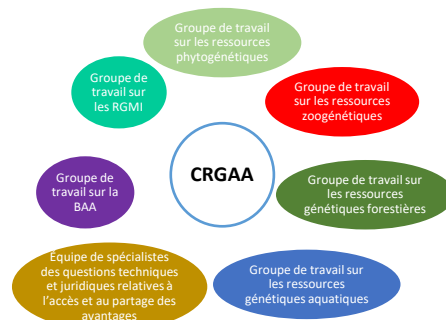 Groupe de travail
sur les ressources
phytogénétiques
Groupe de
travail sur
les RGMI
Groupe de travail
sur les ressources
zoogénétiques
CRGAA
Groupe de
travail sur la
BAA
Groupe de travail sur
les ressources
génétiques forestières
Équipe de spécialistes
des questions techniques
et juridiques relatives à
l'accès et au partage des
avantages
Groupe de travail sur
les ressources
génétiques aquatiques